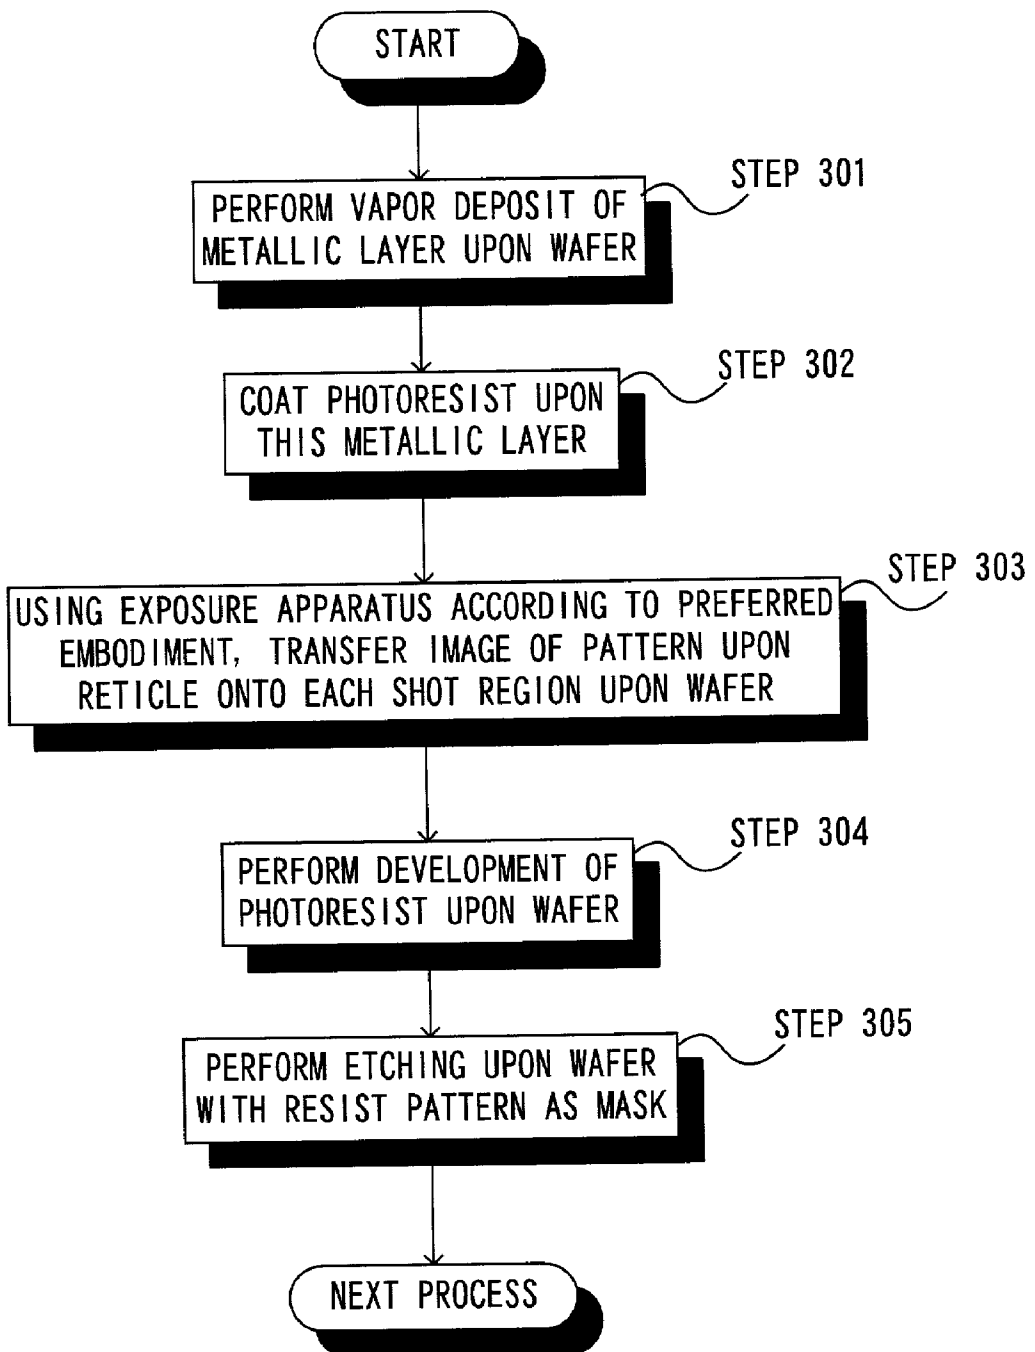 START
STEP 301
PERFORM VAPOR DEPOSIT OF
METALLIC LAYER UPON WAFER
STEP 302
COAT PHOTORESIST UPON
THIS METALLIC LAYER
STEP 303
USING EXPOSURE APPARATUS ACCORDING TO PREFERRED
EMBODIMENT, TRANSFER IMAGE OF PATTERN UPON
RETICLE ONTO EACH SHOT REGION UPON WAFER
STEP 304
PERFORM DEVELOPMENT OF
PHOTORESIST UPON WAFER
STEP 305
PERFORM ETCHING UPON WAFER
WITH RESIST PATTERN AS MASK
NEXT PROCESS